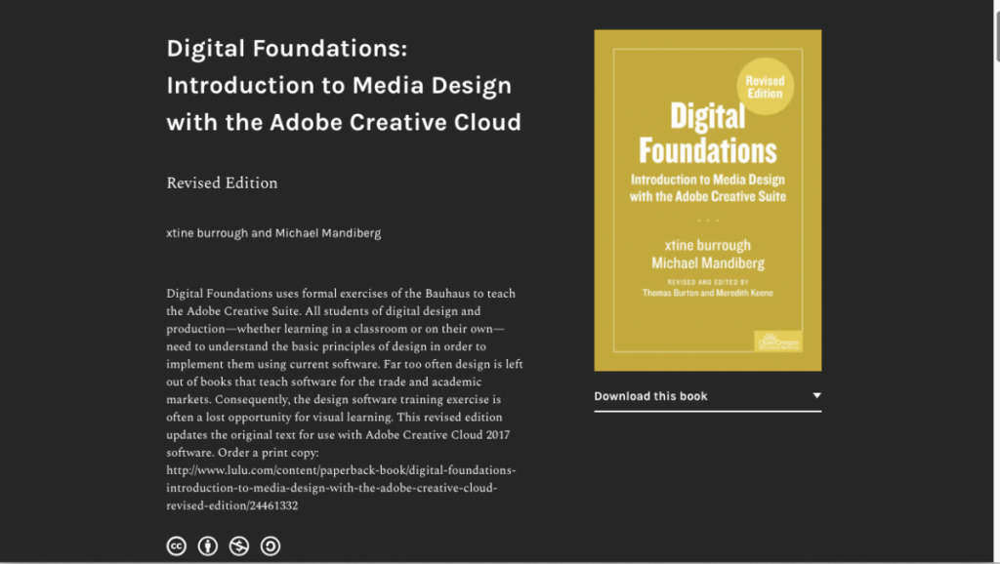 Digital Foundations:
Introduction to Media Design
with the Adobe Creative Cloud
Revised Edition
xtine burrough and Michael Mandiberg
Digital Foundations uses formal exercises of the Bauhaus to teach
the Adobe Creative Suite. All students of digital design and
production—whether learning in a classroom or on their own—
need to understand the basic principles of design in order to
implement them using current software. Far too often design is left
out of books that teach software for the trade and academic
markets. Consequently, the design software training exercise is
often a lost opportunity for visual learning. This revised edition
updates the original text for use with Adobe Creative Cloud 2017
software. Order a print copy:
http://www.lulu.com/content/paperback-book/digital-foundations-
introduction-to-media-design-with-the-adobe-creative-cloud-
revised-edition/24461332
cc
Revised
Edition
Digital
Foundations
Introduction to Media Design
with the Adobe Creative Suite
xtine burrough
Michael Mandiberg
REVISED AND EDITED BY
Thomas Burton and Meredith Keene
OpenOregon
Download this book